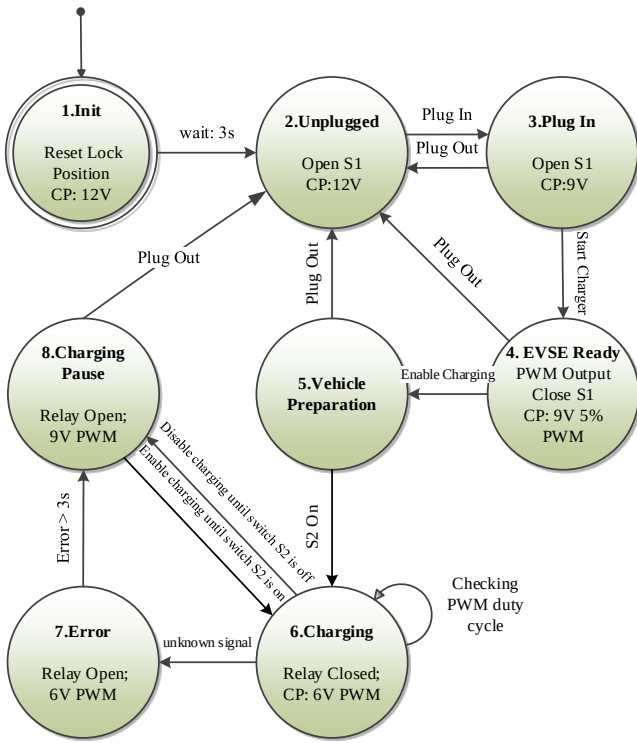 1.Init
Reset Lock
Position
CP: 12V
wait: 3s
2.Unplugged
Open S1
CP:12V
Plug In
Plug Out
3.Plug In
Open S1
CP:9V
Start Charger
Plug Out
Plug Out
Plug Out
4. EVSE Ready
PWM Output
Close S1
CP: 9V 5%
PWM
Enable Charging
5.Vehicle
Preparation
8.Charging
Pause
Relay Open;
9V PWM
Disable charging until switch S2 is off
Enable charging until switch S2 is on
S2 On
Error > 3s
Checking
PWM duty
cycle
7.Error
Relay Open;
6V PWM
unknown signal
6.Charging
Relay Closed;
CP: 6V PWM